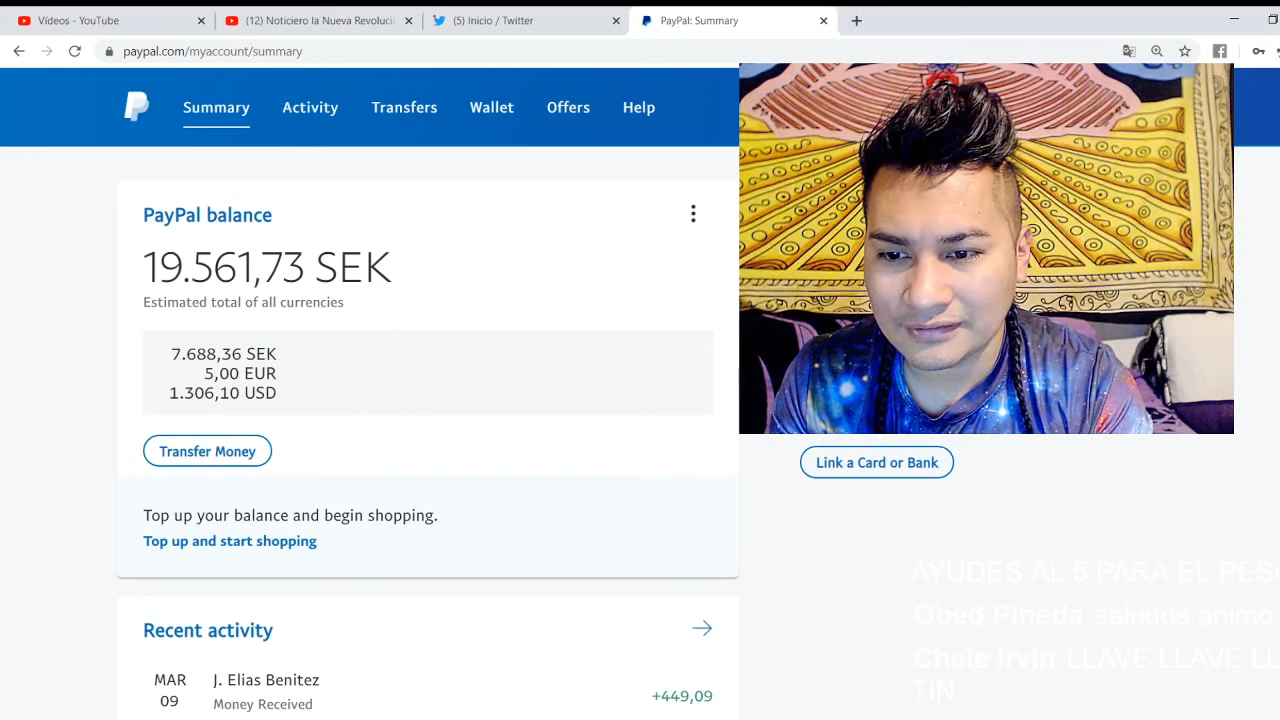 Vídeos - YouTube
(12) Noticiero la Nueva Revoluci
(5) Inicio / Twitter
PayPal: Summary
paypal.com/myaccount/summary
Summary
Activity
Transfers
Wallet
Offers
Help
PayPal balance
19.561,73 SEK
Estimated total of all currencies
7.688,36 SEK
5,00 EUR
1.306,10 USD
Transfer Money
Link a Card or Bank
Top up your balance and begin shopping.
Top up and start shopping
AYUDES AL 5 PARA EL PES
Obed Pineda saludos ánimo
Chele Irvin LLAVE LLAVE LL
TIN
Recent activity
MAR
09
J. Elias Benitez
Money Received
+449,09